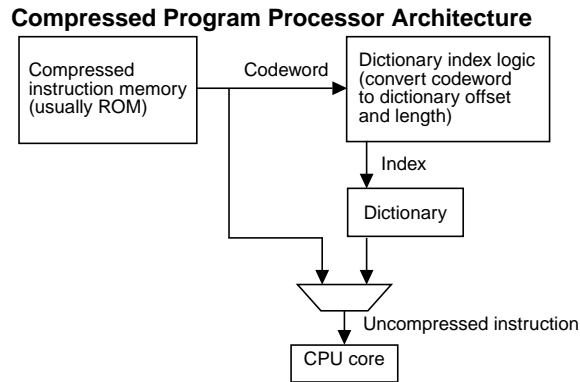 Compressed Program Processor Architecture
Compressed
instruction memory
(usually ROM)
Codeword
Dictionary index logic
(convert codeword
to dictionary offset
and length)
Index
Dictionary
Uncompressed instruction
CPU core